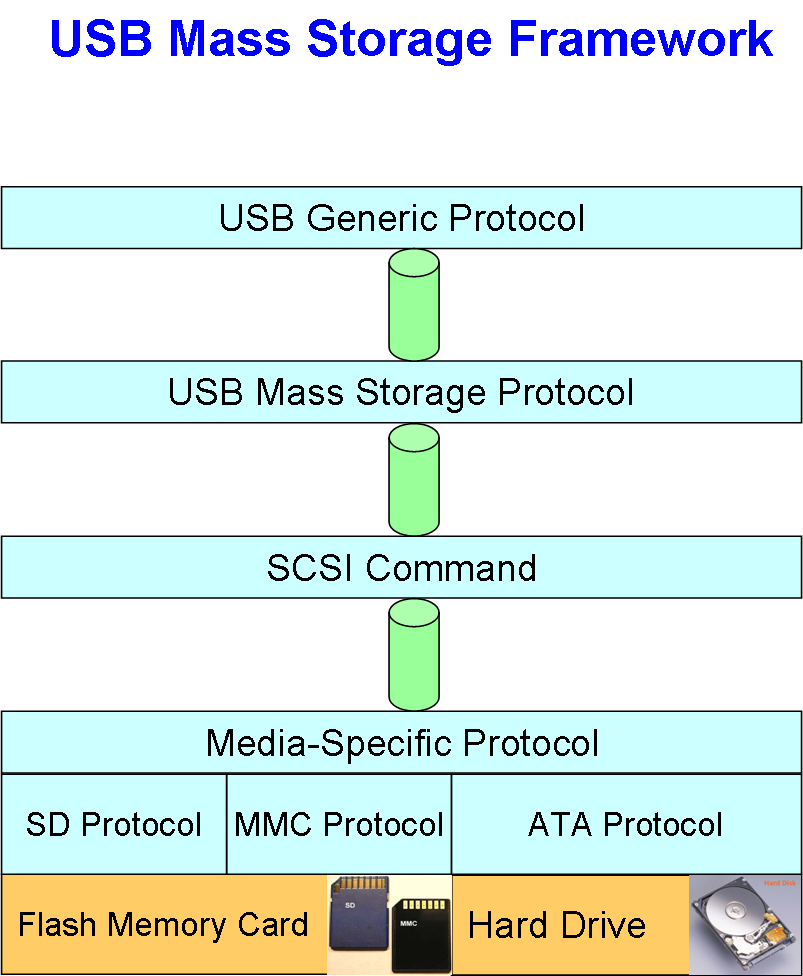 USB Mass Storage Framework
USB Generic Protocol
USB Mass Storage Protocol
SCSI Command
Media-Specific Protocol
SD Protocol
MMC Protocol
ATA Protocol
Flash Memory Card
SD
MMC
Hard Drive
Hard Disk